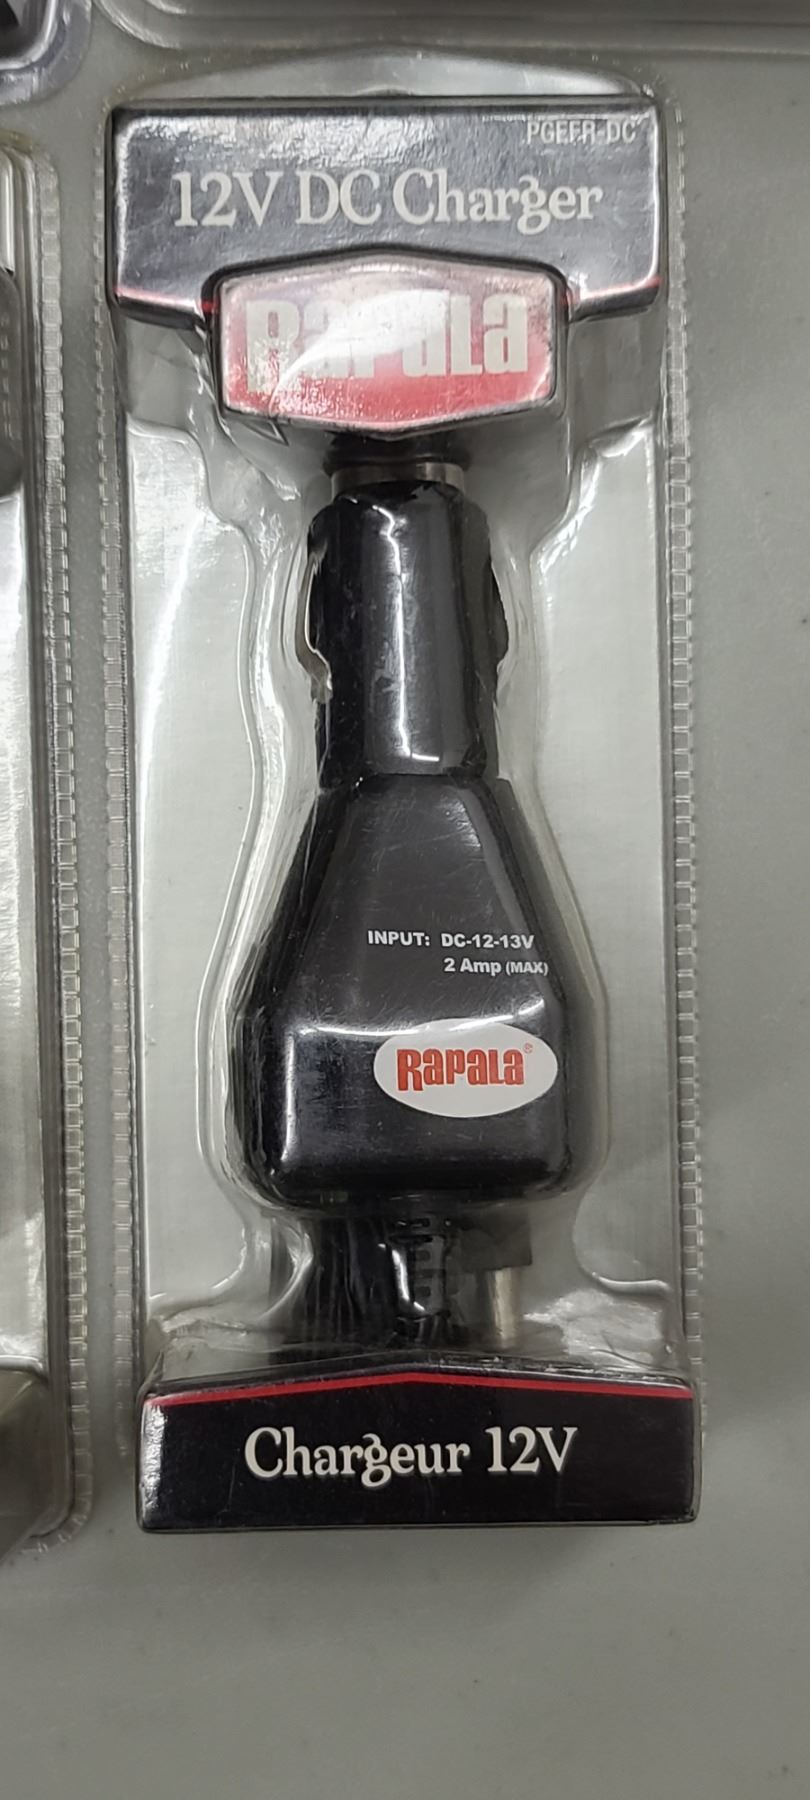 PGEFR-DC
12V DC Charger
Rapala
INPUT: DC-12-13V
2 Amp (MAX)
Rapala®
Chargeur 12V